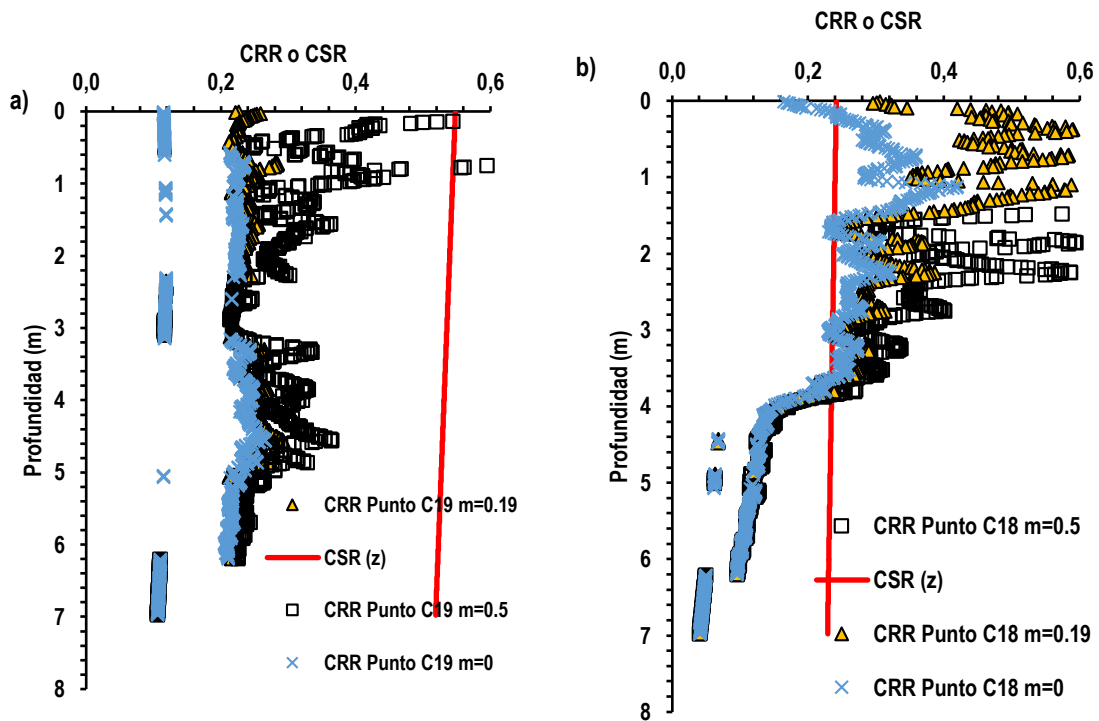 a)
CRR o CSR
0,0 0,2 0,4 0,6
Profundidad (m)
0
1
2
3
4
5
6
7
8
CRR Punto C19 m=0.19
CSR (z)
CRR Punto C19 m=0.5
CRR Punto C19 m=0
b)
CRR o CSR
0,0 0,2 0,4 0,6
Profundidad (m)
0
1
2
3
4
5
6
7
8
CRR Punto C18 m=0.5
CSR (z)
CRR Punto C18 m=0.19
CRR Punto C18 m=0